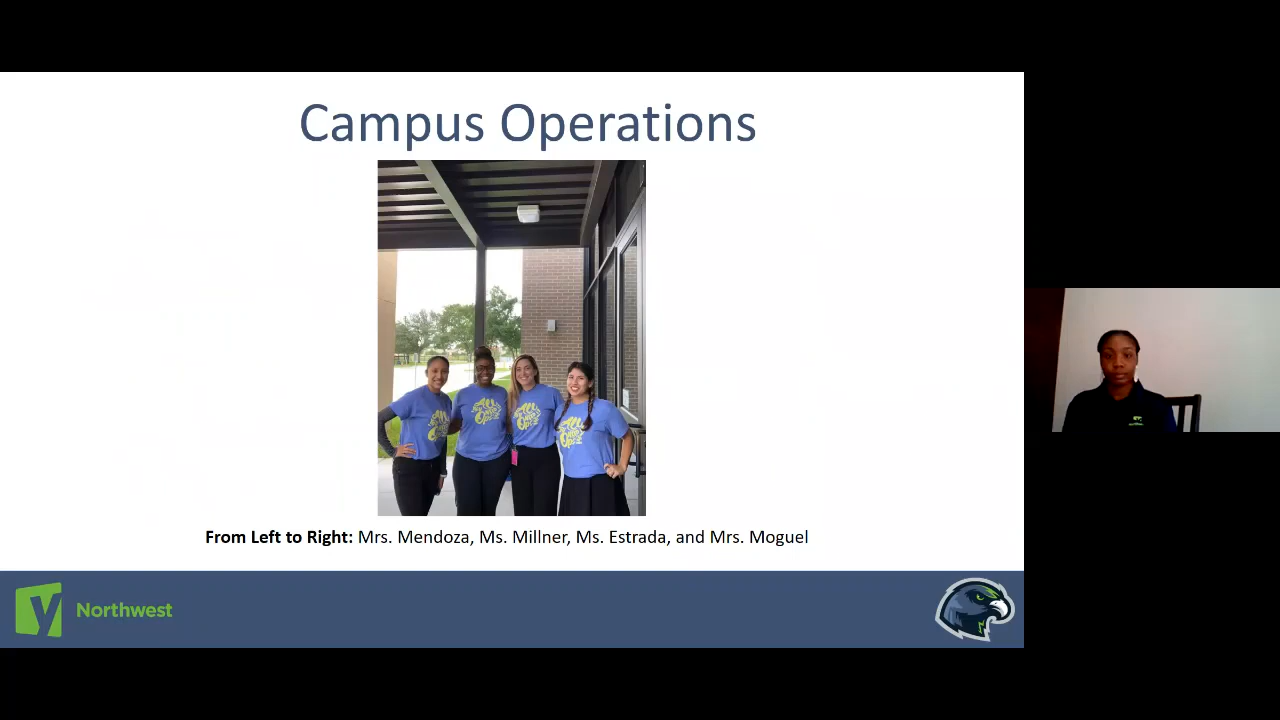 Campus Operations
From Left to Right: Mrs. Mendoza, Ms. Millner, Ms. Estrada, and Mrs. Moguel
Northwest